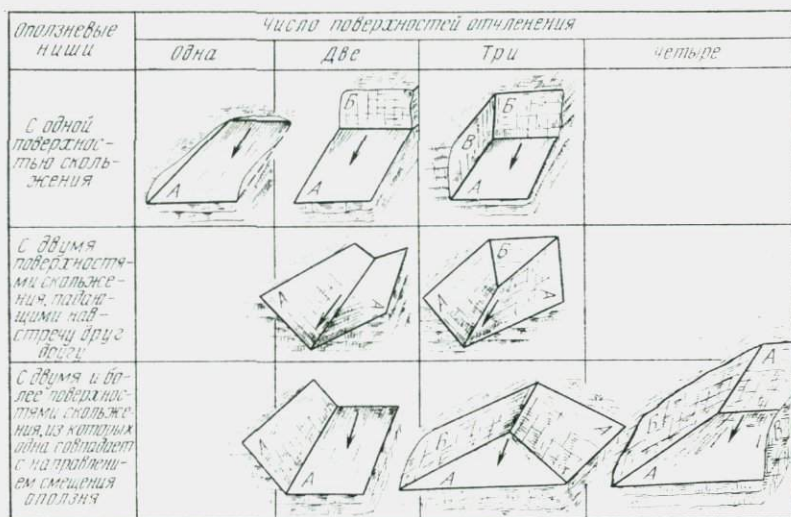 Оползневые
ниши
Число поверхностей отчленения
Одна
Две
Три
Четыре
С одной
поверхнос-
тью сколь-
жения
А
Б
А
Б
В
А
С двумя
поверхностя-
ми скольже-
ния, падаю-
щими нав-
стречу друг
другу
А
А
Б
А
А
С двумя и бо-
лее поверхнос-
тями скольже-
ния, из которых
одна совпадает
с направлени-
ем смещения
оползня
А
А
Б
А
А
А
Б
В
А